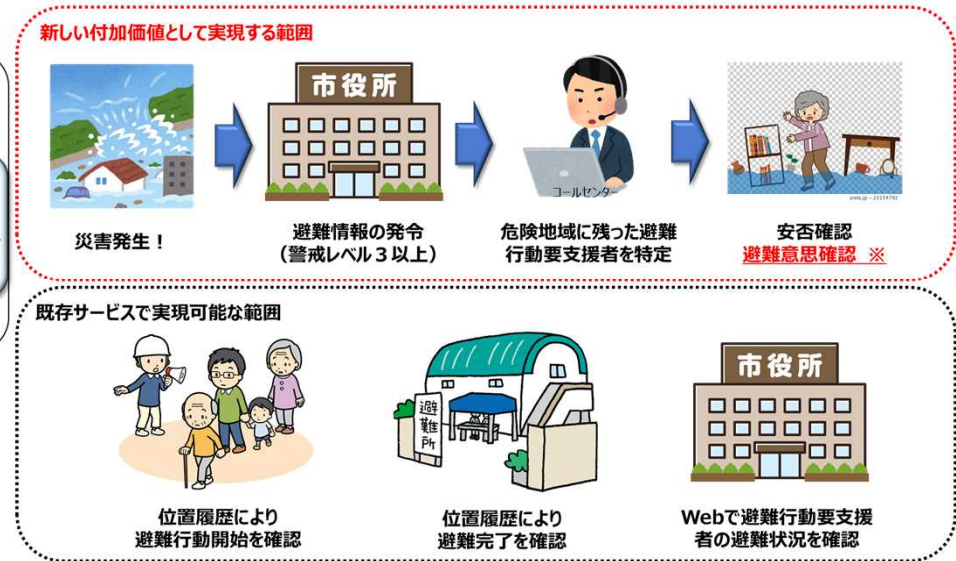 新しい付加価値として実現する範囲
市役所
コールセンター
pixta.jp - 23154792
災害発生！
避難情報の発令
（警戒レベル３以上）
危険地域に残った避難
行動要支援者を特定
安否確認
避難意思確認 ※
既存サービスで実現可能な範囲
避難所
市役所
位置履歴により
避難行動開始を確認
位置履歴により
避難完了を確認
Webで避難行動要支援
者の避難状況を確認